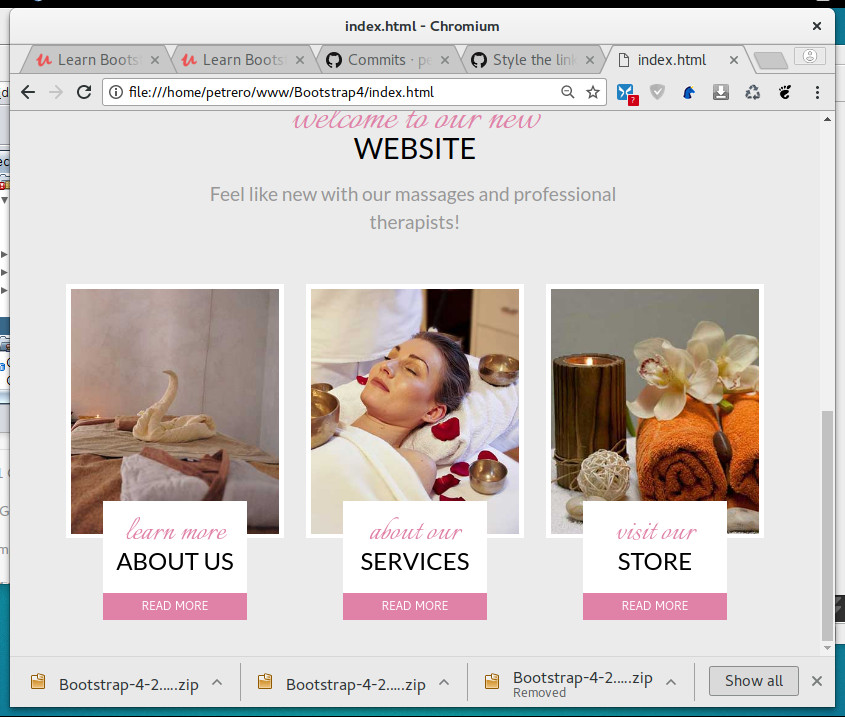 index.html - Chromium
Learn Boots
Learn Boots
Commits · pe
Style the link
index.html
file:///home/petrero/www/Bootstrap4/index.html
welcome to our new
WEBSITE
Feel like new with our massages and professional
therapists!
learn more
ABOUT US
READ MORE
about our
SERVICES
READ MORE
visit our
STORE
READ MORE
Bootstrap-4-2.....zip
Bootstrap-4-2.....zip
Bootstrap-4-2.....zip
Removed
Show all